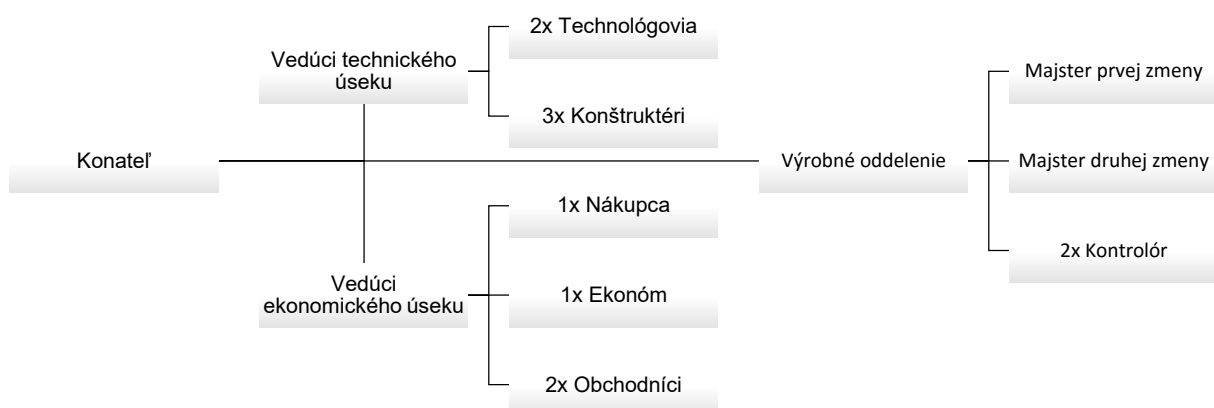 Konateľ
Vedúci technického
úseku
2x Technológovia
3x Konštruktéri
Vedúci
ekonomického úseku
1x Nákupca
1x Ekonóm
2x Obchodníci
Výrobné oddelenie
Majster prvej zmeny
Majster druhej zmeny
2x Kontrolór